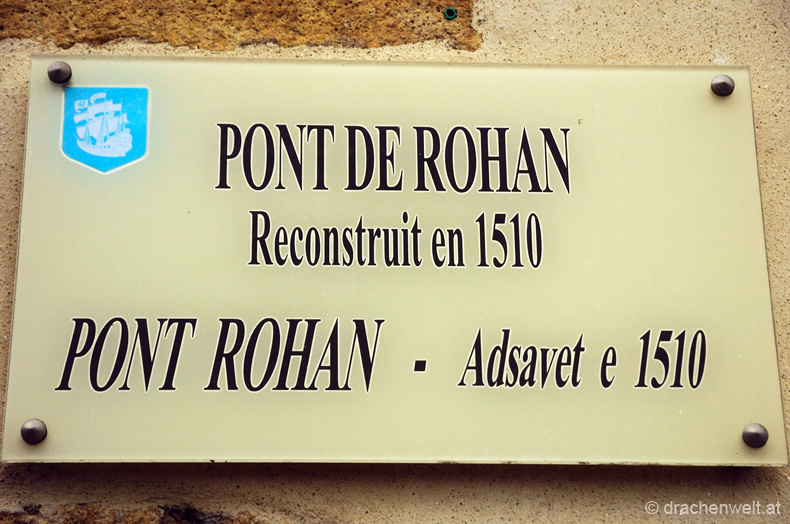 PONT DE ROHAN
Reconstruit en 1510
PONT ROHAN - Adsavet e 1510
© drachenwelt.at